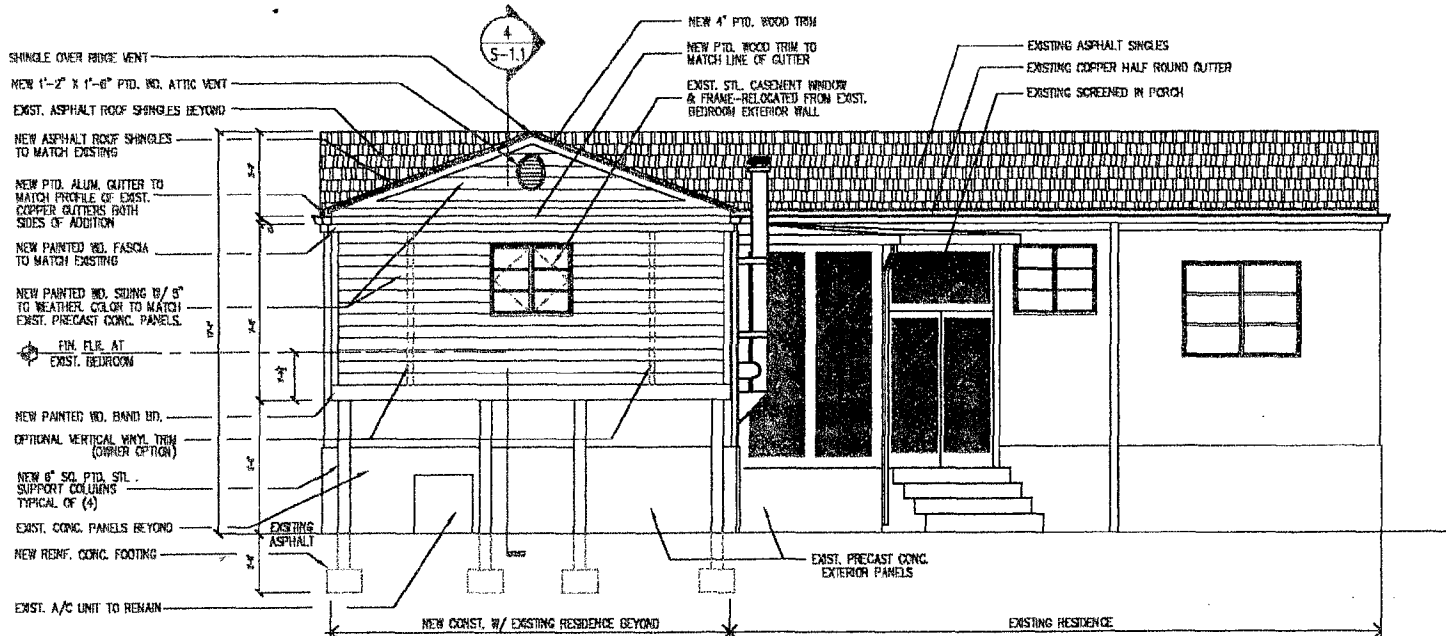 4
S-1.1
SHINGLE OVER RIDGE VENT
NEW 1'-2" X 1'-6" PTD. WD. ATTIC VENT
EXIST. ASPHALT ROOF SHINGLES BEYOND
NEW ASPHALT ROOF SHINGLES
TO MATCH EXISTING
NEW PTD. ALUM. GUTTER TO
MATCH PROFILE OF EXIST.
COPPER GUTTERS BOTH
SIDES OF ADDITION
NEW PAINTED WD. FASCIA
TO MATCH EXISTING
NEW PAINTED WD. SIDING W/ 5"
TO WEATHER. COLOR TO MATCH
EXIST. PRECAST CONC. PANELS.
FIN. FLR. AT
EXIST. BEDROOM
NEW PAINTED WD. BAND BD.
OPTIONAL VERTICAL VINYL TRIM
(OWNER OPTION)
NEW 6" SQ. PTD. STL.
SUPPORT COLUMNS
TYPICAL OF (4)
EXIST. CONC. PANELS BEYOND
NEW REINF. CONC. FOOTING
EXIST. A/C UNIT TO REMAIN
EXISTING
ASPHALT
NEW 4" PTD. WOOD TRIM
NEW PTD. WOOD TRIM TO
MATCH LINE OF GUTTER
EXIST. STL. CASEMENT WINDOW
& FRAME-RELOCATED FROM EXIST.
BEDROOM EXTERIOR WALL
EXISTING ASPHALT SINGLES
EXISTING COPPER HALF ROUND GUTTER
EXISTING SCREENED IN PORCH
EXIST. PRECAST CONC.
EXTERIOR PANELS
NEW CONST. W/ EXISTING RESIDENCE BEYOND
EXISTING RESIDENCE